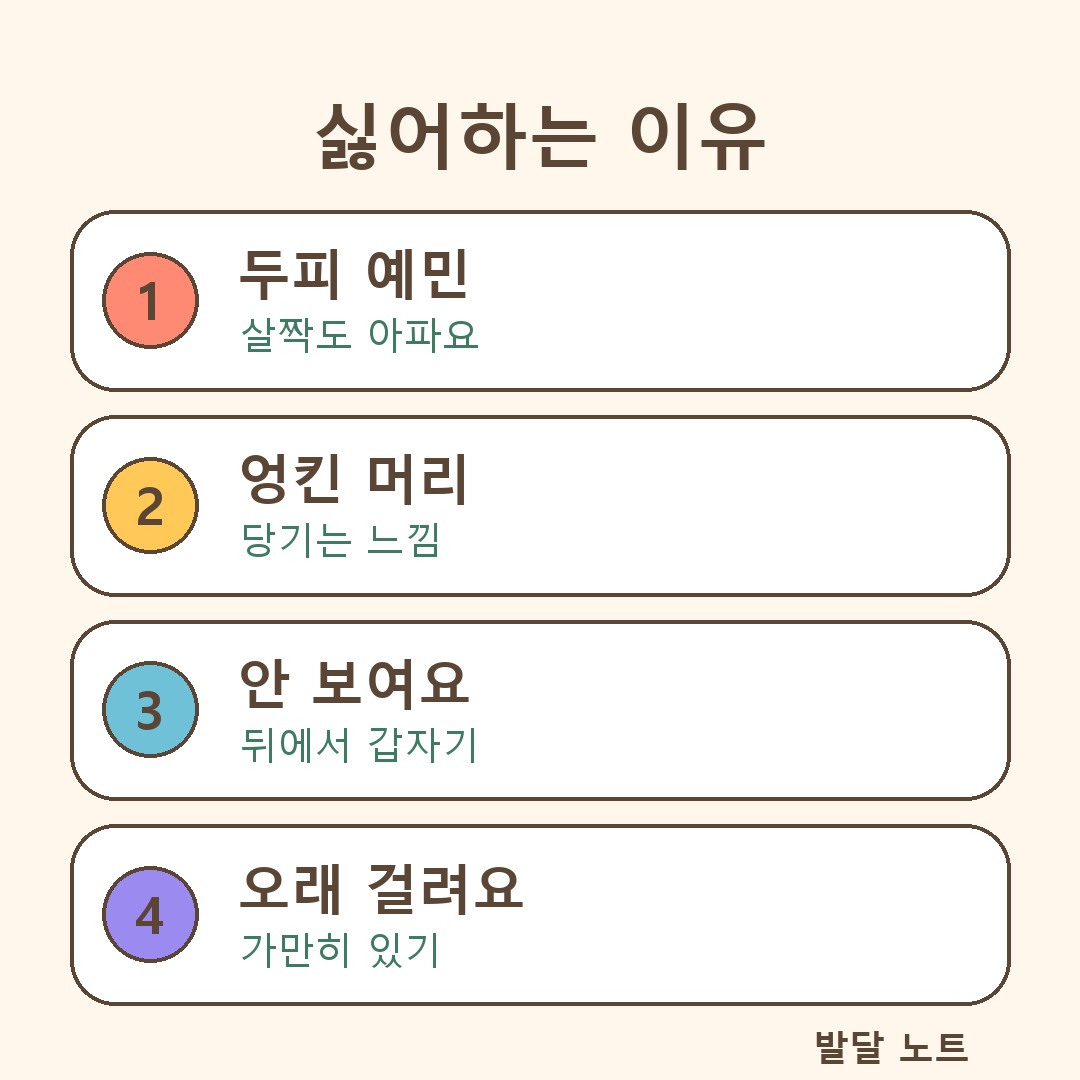 싫어하는 이유
1
두피 예민
살짝도 아파요
2
엉킨 머리
당기는 느낌
3
안 보여요
뒤에서 갑자기
4
오래 걸려요
가만히 있기
발달 노트